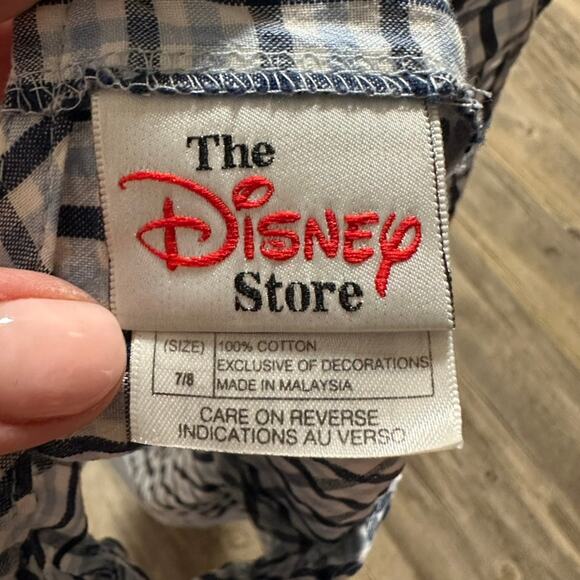 The
Disney
Store
(SIZE)
7/8
100% COTTON
EXCLUSIVE OF DECORATIONS
MADE IN MALAYSIA
CARE ON REVERSE
INDICATIONS AU VERSO